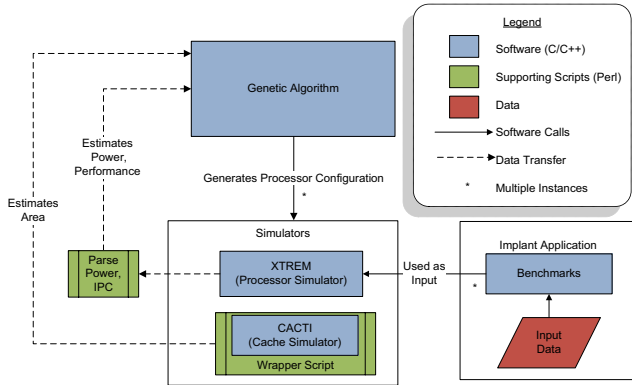 Legend
Software (C/C++)
Supporting Scripts (Perl)
Data
Software Calls
Data Transfer
* Multiple Instances
Genetic Algorithm
Estimates
Power,
Performance
Estimates
Area
Generates Processor Configuration
*
Simulators
XTREM
(Processor Simulator)
Parse
Power,
IPC
CACTI
(Cache Simulator)
Wrapper Script
Used as
Input
*
Implant Application
Benchmarks
Input
Data